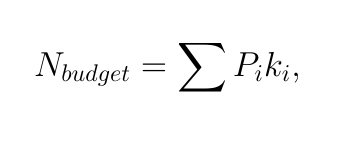 $N_{budget} = \sum P_i k_i,$